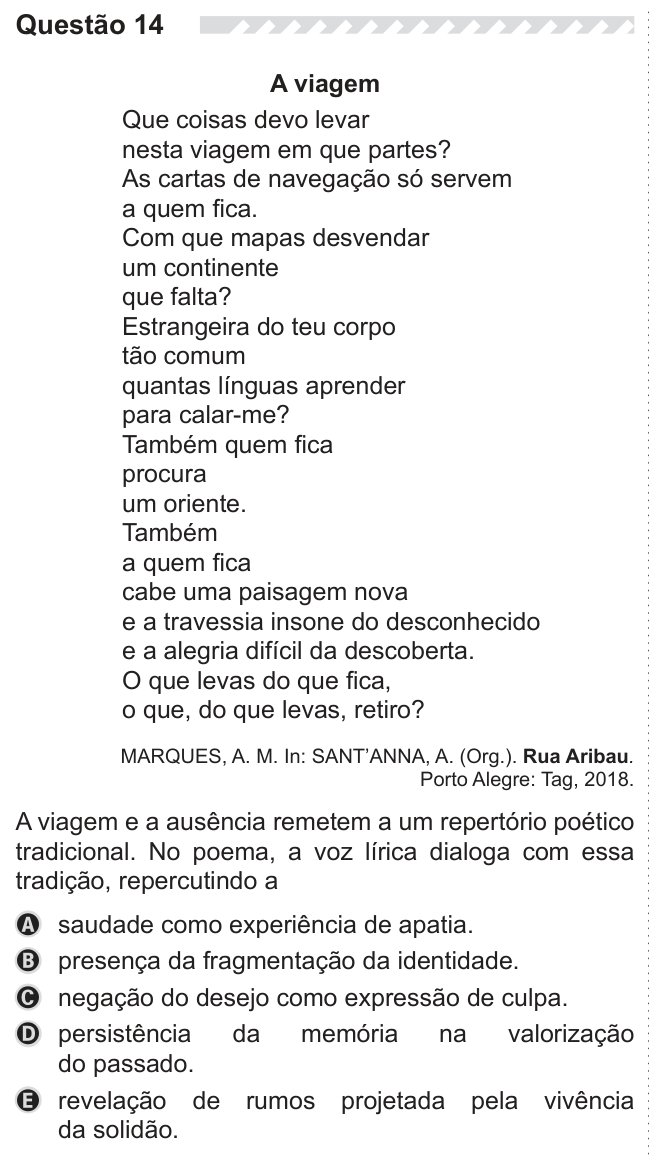 Questão 14
A viagem
Que coisas devo levar
nesta viagem em que partes?
As cartas de navegação só servem
a quem fica.
Com que mapas desvendar
um continente
que falta?
Estrangeira do teu corpo
tão comum
quantas línguas aprender
para calar-me?
Também quem fica
procura
um oriente.
Também
a quem fica
cabe uma paisagem nova
e a travessia insone do desconhecido
e a alegria difícil da descoberta.
O que levas do que fica,
o que, do que levas, retiro?
MARQUES, A. M. In: SANT’ANNA, A. (Org.). Rua Aribau.
Porto Alegre: Tag, 2018.
A viagem e a ausência remetem a um repertório poético
tradicional. No poema, a voz lírica dialoga com essa
tradição, repercutindo a
A saudade como experiência de apatia.
B presença da fragmentação da identidade.
C negação do desejo como expressão de culpa.
D persistência da memória na valorização
do passado.
E revelação de rumos projetada pela vivência
da solidão.